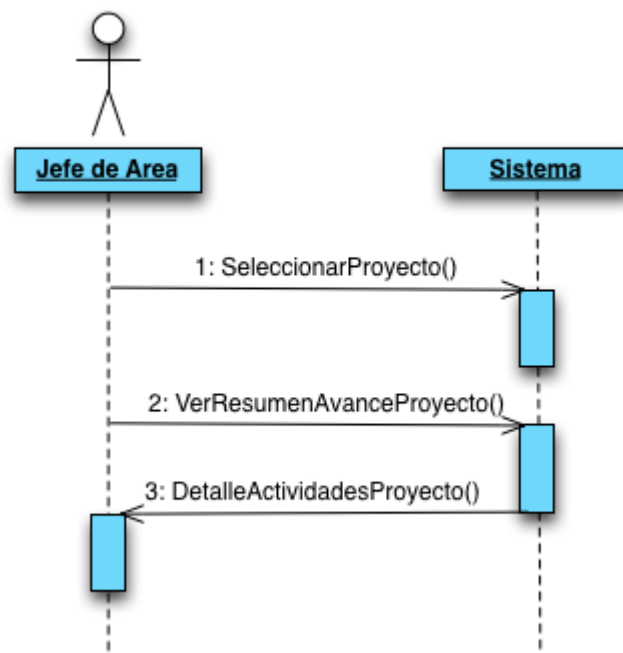 Jefe de Area
Sistema
1: SeleccionarProyecto()
2: VerResumenAvanceProyecto()
3: DetalleActividadesProyecto()